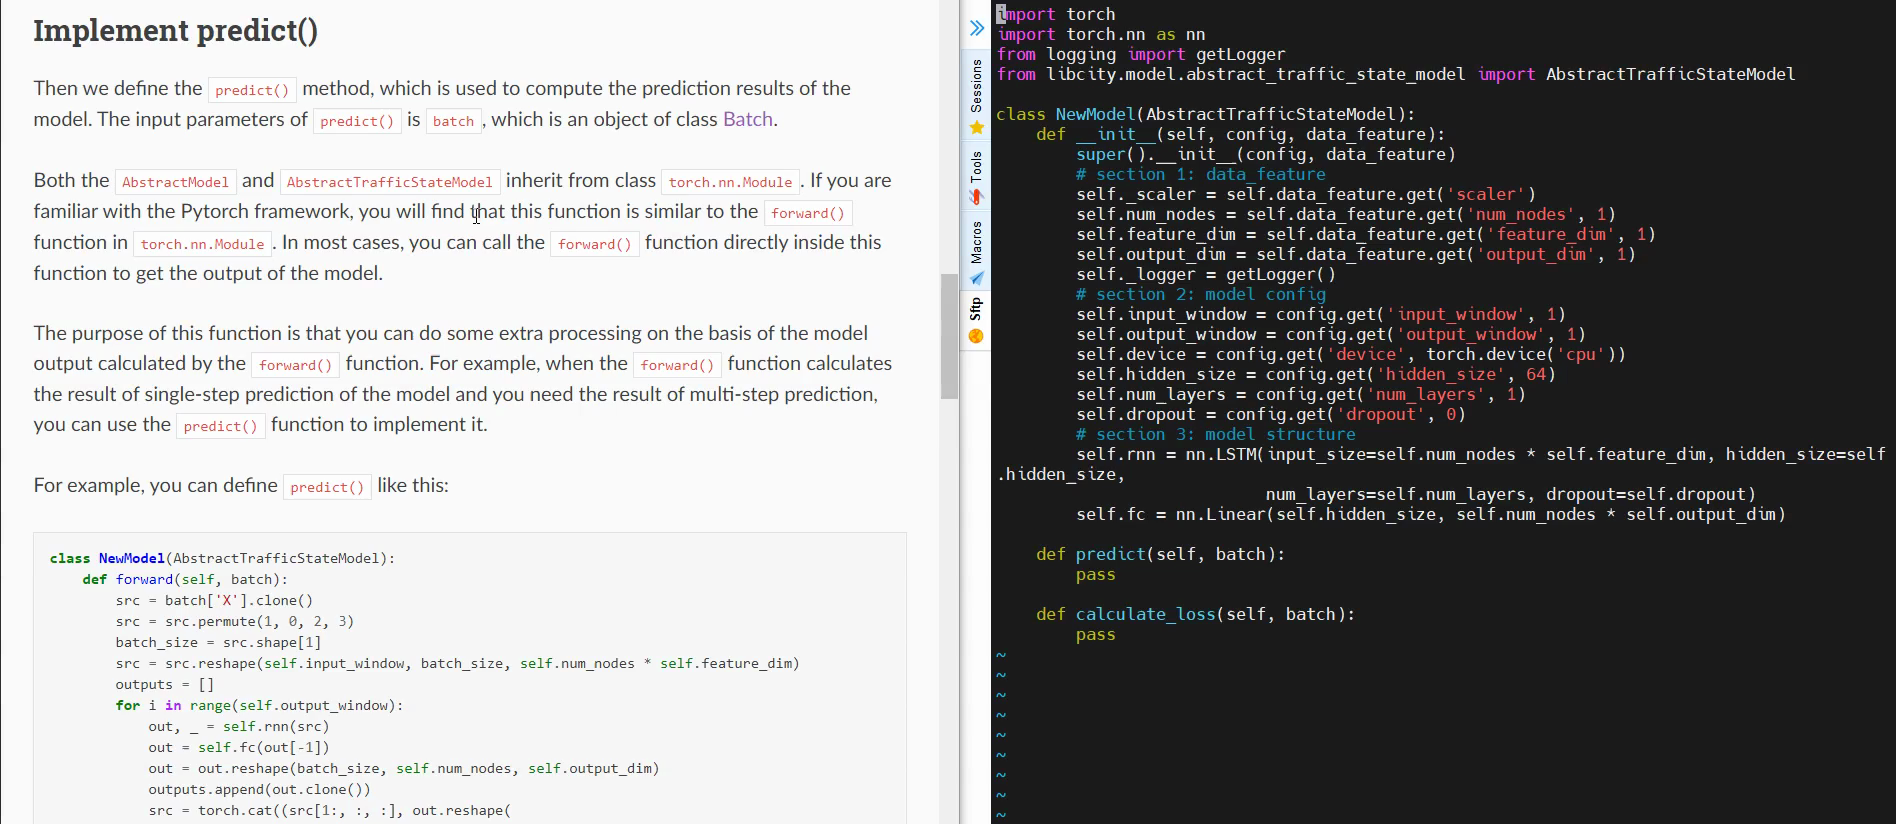 Implement predict()
Then we define the predict() method, which is used to compute the prediction results of the
model. The input parameters of predict() is batch, which is an object of class Batch.
Both the AbstractModel and AbstractTrafficStateModel inherit from class torch.nn.Module. If you are
familiar with the Pytorch framework, you will find that this function is similar to the forward()
function in torch.nn.Module. In most cases, you can call the forward() function directly inside this
function to get the output of the model.
The purpose of this function is that you can do some extra processing on the basis of the model
output calculated by the forward() function. For example, when the forward() function calculates
the result of single-step prediction of the model and you need the result of multi-step prediction,
you can use the predict() function to implement it.
For example, you can define predict() like this:
class NewModel(AbstractTrafficStateModel):
    def forward(self, batch):
        src = batch['X'].clone()
        src = src.permute(1, 0, 2, 3)
        batch_size = src.shape[1]
        src = src.reshape(self.input_window, batch_size, self.num_nodes * self.feature_dim)
        outputs = []
        for i in range(self.output_window):
            out, _ = self.rnn(src)
            out = self.fc(out[-1])
            out = out.reshape(batch_size, self.num_nodes, self.output_dim)
            outputs.append(out.clone())
            src = torch.cat((src[1:, :, :], out.reshape(
Sessions
Tools
Macros
Sftp
import torch
import torch.nn as nn
from logging import getLogger
from libcity.model.abstract_traffic_state_model import AbstractTrafficStateModel
class NewModel(AbstractTrafficStateModel):
    def __init__(self, config, data_feature):
        super().__init__(config, data_feature)
        # section 1: data_feature
        self._scaler = self.data_feature.get('scaler')
        self.num_nodes = self.data_feature.get('num_nodes', 1)
        self.feature_dim = self.data_feature.get('feature_dim', 1)
        self.output_dim = self.data_feature.get('output_dim', 1)
        self._logger = getLogger()
        # section 2: model config
        self.input_window = config.get('input_window', 1)
        self.output_window = config.get('output_window', 1)
        self.device = config.get('device', torch.device('cpu'))
        self.hidden_size = config.get('hidden_size', 64)
        self.num_layers = config.get('num_layers', 1)
        self.dropout = config.get('dropout', 0)
        # section 3: model structure
        self.rnn = nn.LSTM(input_size=self.num_nodes * self.feature_dim, hidden_size=self
.hidden_size,
                           num_layers=self.num_layers, dropout=self.dropout)
        self.fc = nn.Linear(self.hidden_size, self.num_nodes * self.output_dim)
    def predict(self, batch):
        pass
    def calculate_loss(self, batch):
        pass
~
~
~
~
~
~
~
~
~